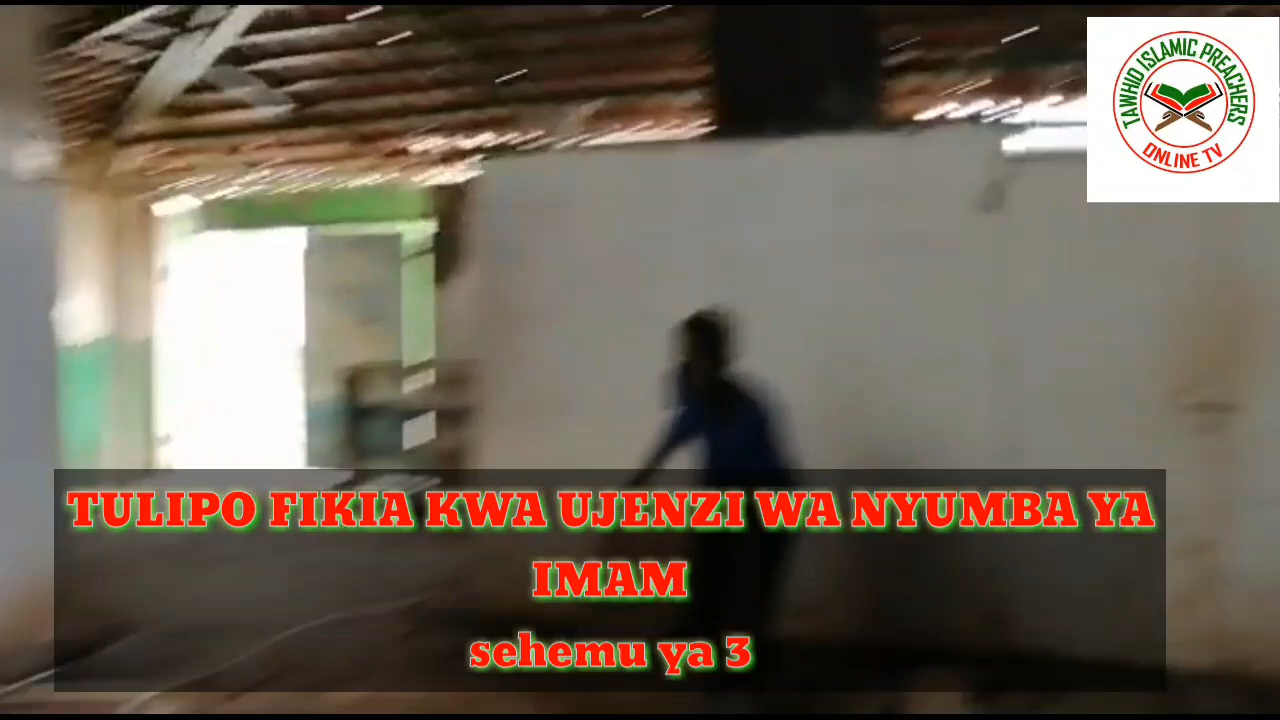 TAWHID ISLAMIC PREACHERS
ONLINE TV
TULIPO FIKIA KWA UJENZI WA NYUMBA YA
IMAM
sehemu ya 3